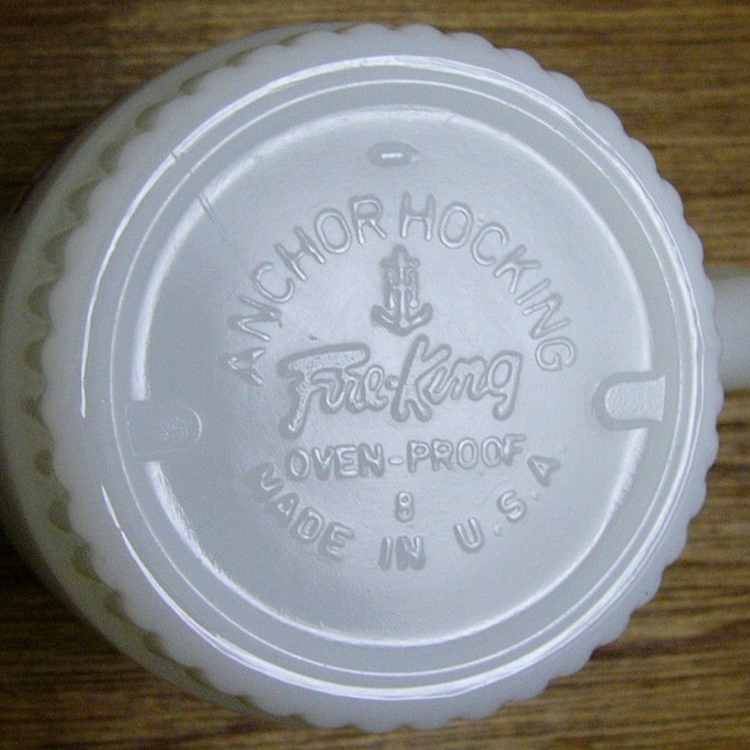 ANCHOR HOCKING
Fire-King
OVEN-PROOF
8
MADE IN U.S.A.